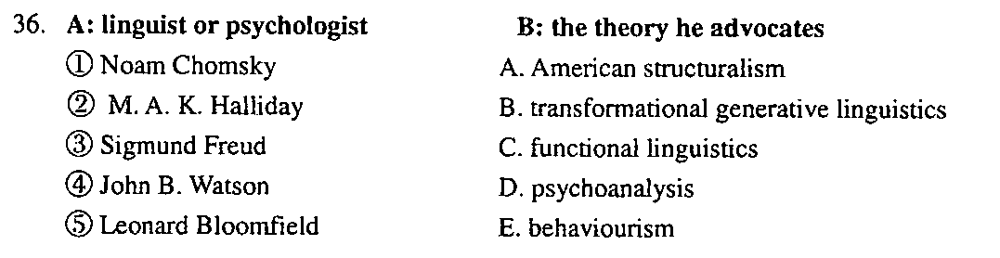 36. A: linguist or psychologist B: the theory he advocates
① Noam Chomsky A. American structuralism
② M. A. K. Halliday B. transformational generative linguistics
③ Sigmund Freud C. functional linguistics
④ John B. Watson D. psychoanalysis
⑤ Leonard Bloomfield E. behaviourism